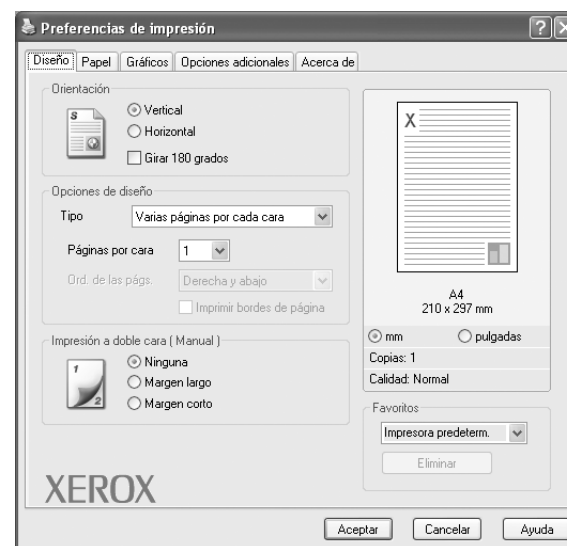 Preferencias de impresión
Diseño Papel Gráficos Opciones adicionales Acerca de
Orientación
S
Vertical
Horizontal
Girar 180 grados
Opciones de diseño
Tipo Varias páginas por cada cara
Páginas por cara 1
Ord. de las págs. Derecha y abajo
Imprimir bordes de página
Impresión a doble cara ( Manual )
1
2
Ninguna
Margen largo
Margen corto
XEROX
X
A4
210 x 297 mm
mm pulgadas
Copias: 1
Calidad: Normal
Favoritos
Impresora predeterm.
Eliminar
Aceptar Cancelar Ayuda